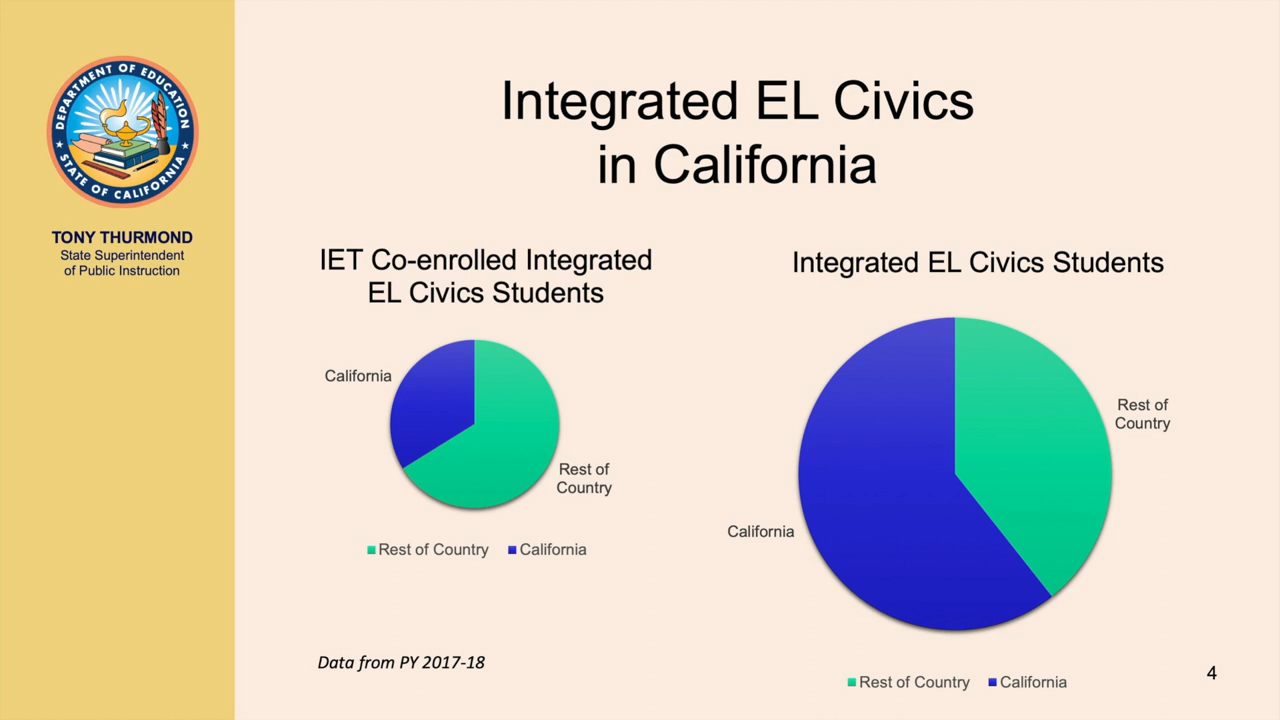 DEPARTMENT OF EDUCATION
STATE OF CALIFORNIA
TONY THURMOND
State Superintendent
of Public Instruction
Integrated EL Civics
in California
IET Co-enrolled Integrated
EL Civics Students
California
Rest of
Country
Rest of Country California
Integrated EL Civics Students
Rest of
Country
California
Rest of Country California
Data from PY 2017-18
4